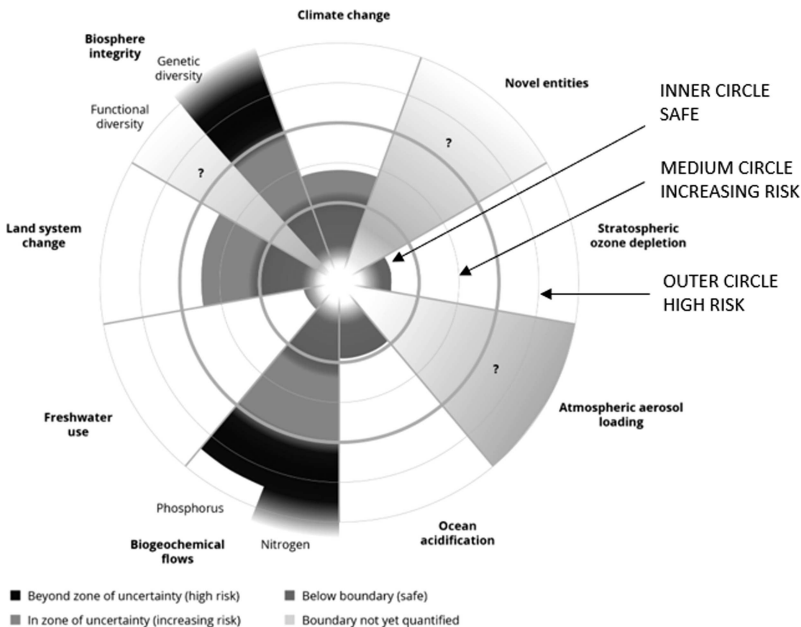 Climate change
Biosphere
integrity
Genetic
diversity
Novel entities
INNER CIRCLE
SAFE
Functional
diversity
?
?
MEDIUM CIRCLE
INCREASING RISK
Land system
change
Stratospheric
ozone depletion
OUTER CIRCLE
HIGH RISK
?
Freshwater
use
Atmospheric aerosol
loading
Phosphorus
Biogeochemical
flows
Nitrogen
Ocean
acidification
Beyond zone of uncertainty (high risk)
Below boundary (safe)
In zone of uncertainty (increasing risk)
Boundary not yet quantified